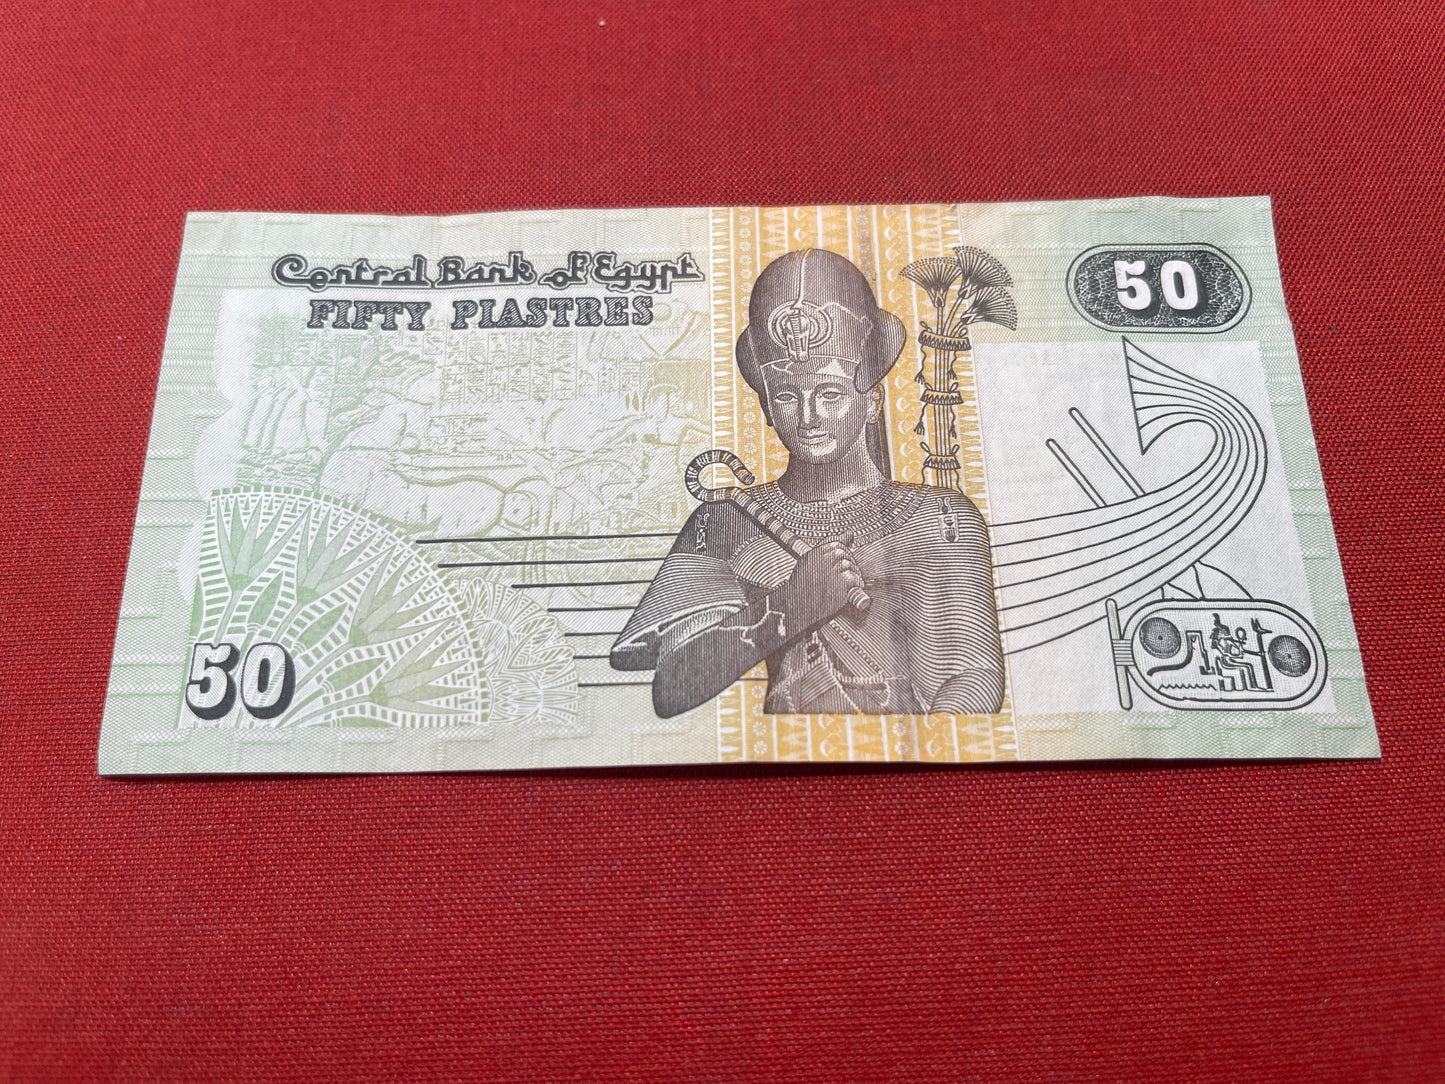 Central Bank of Egypt
FIFTY PIASTRES
50
50